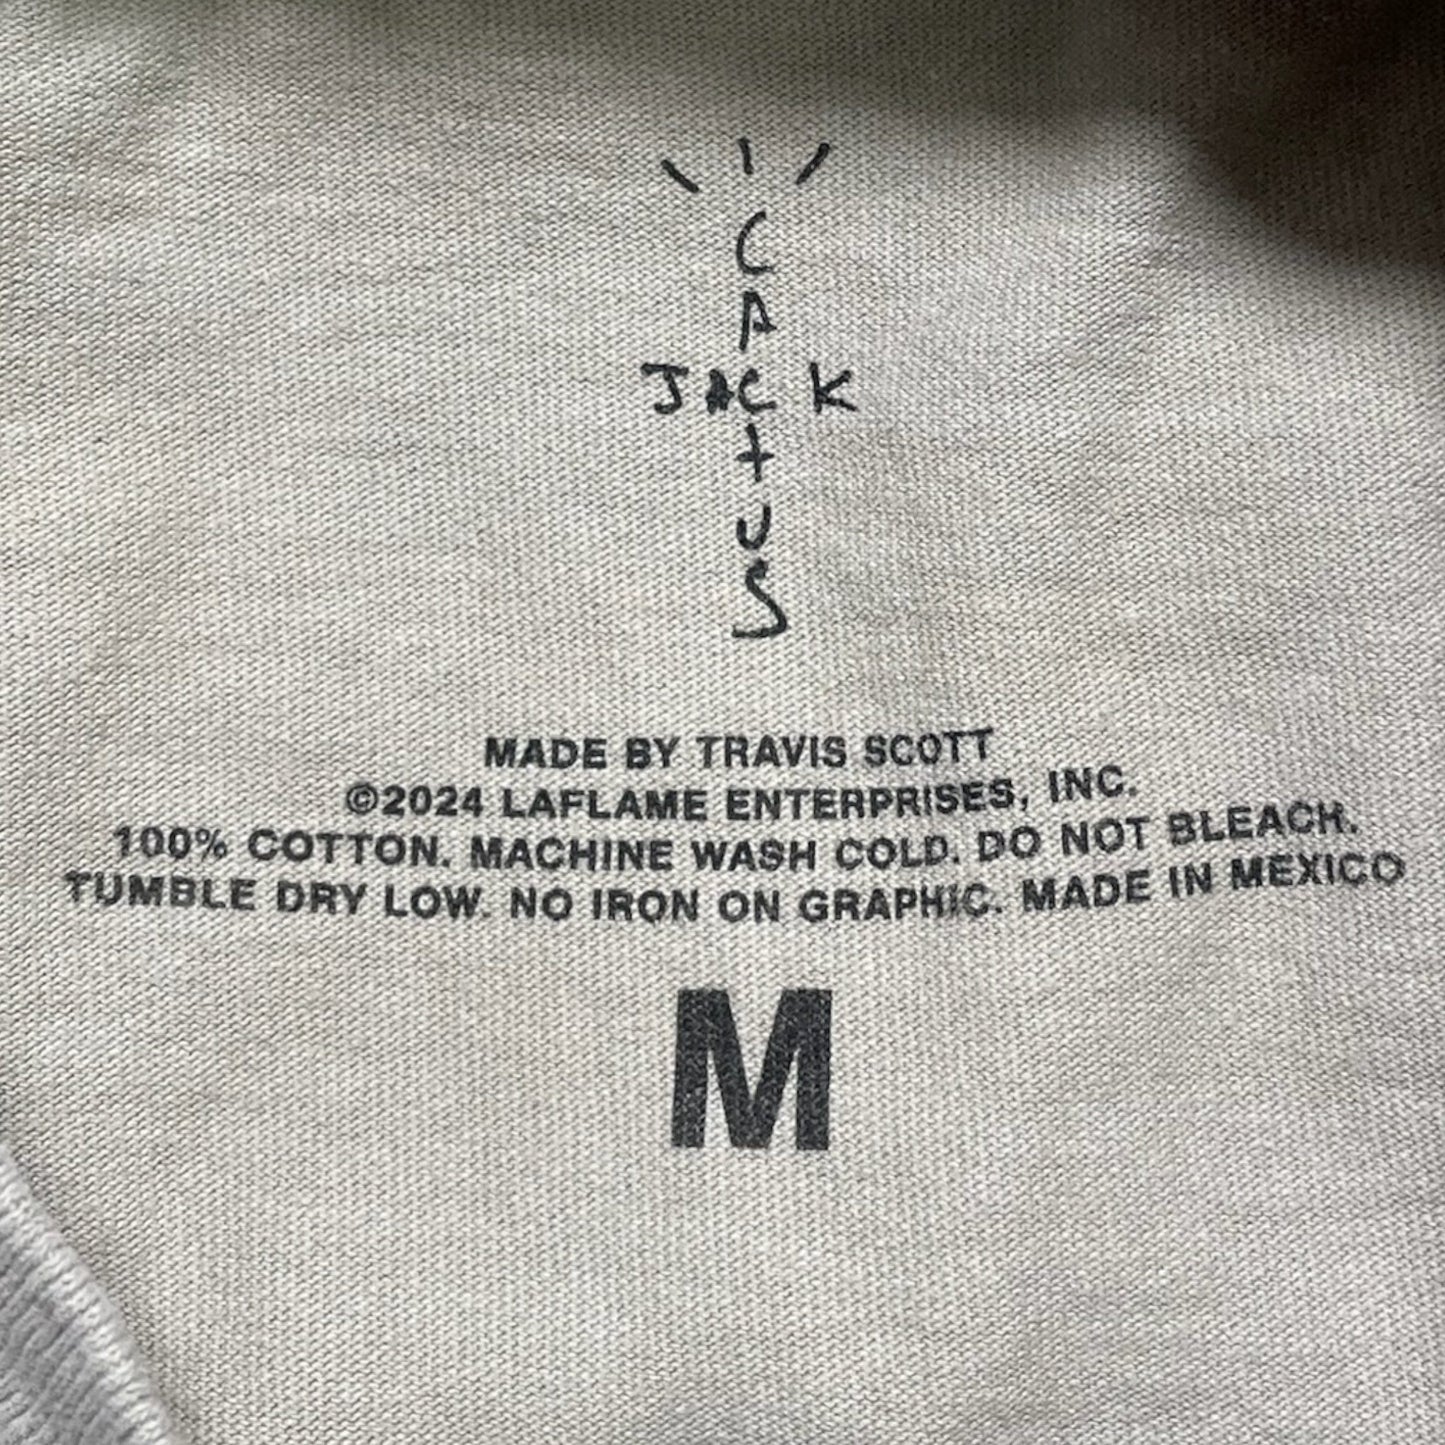 C
A
JACK
T
U
S
MADE BY TRAVIS SCOTT
©2024 LAFLAME ENTERPRISES, INC.
100% COTTON. MACHINE WASH COLD. DO NOT BLEACH.
TUMBLE DRY LOW. NO IRON ON GRAPHIC. MADE IN MEXICO
M